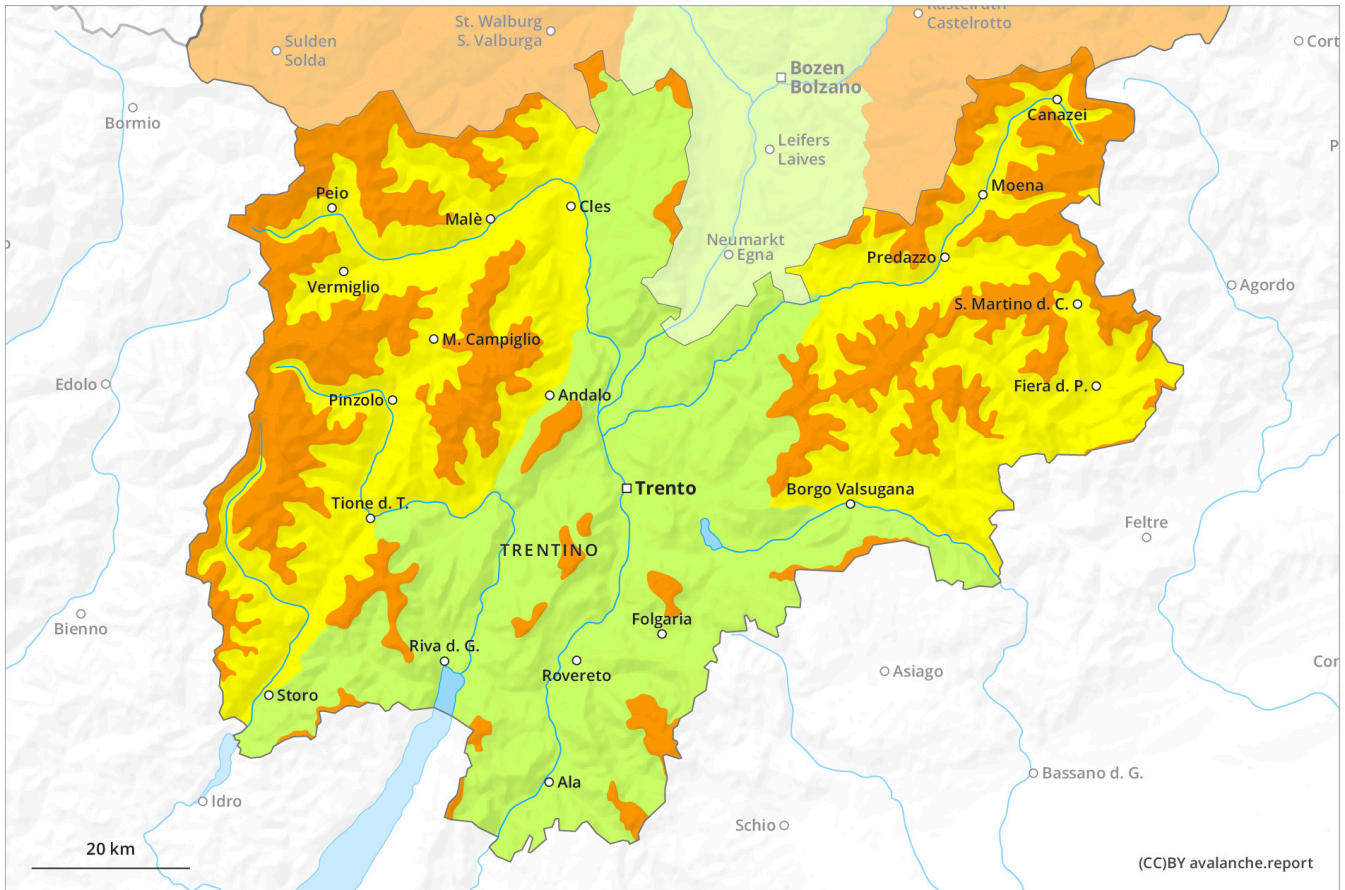 Kastelruth
Castelrotto
St. Walburg
S. Valburga
Sulden
Solda
Cort
Bozen
Bolzano
Bormio
Canazei
Leifers
Laives
P
Moena
Peio
Malè
Cles
Neumarkt
Egna
Predazzo
Vermiglio
Agordo
S. Martino d. C.
M. Campiglio
Edolo
Fiera d. P.
Pinzolo
Andalo
Trento
Borgo Valsugana
Tione d. T.
Feltre
TRENTINO
Bienno
Folgaria
Riva d. G.
Rovereto
Asiago
Cor
Storo
Bassano d. G.
Ala
Idro
Schio
20 km
(CC)BY avalanche.report